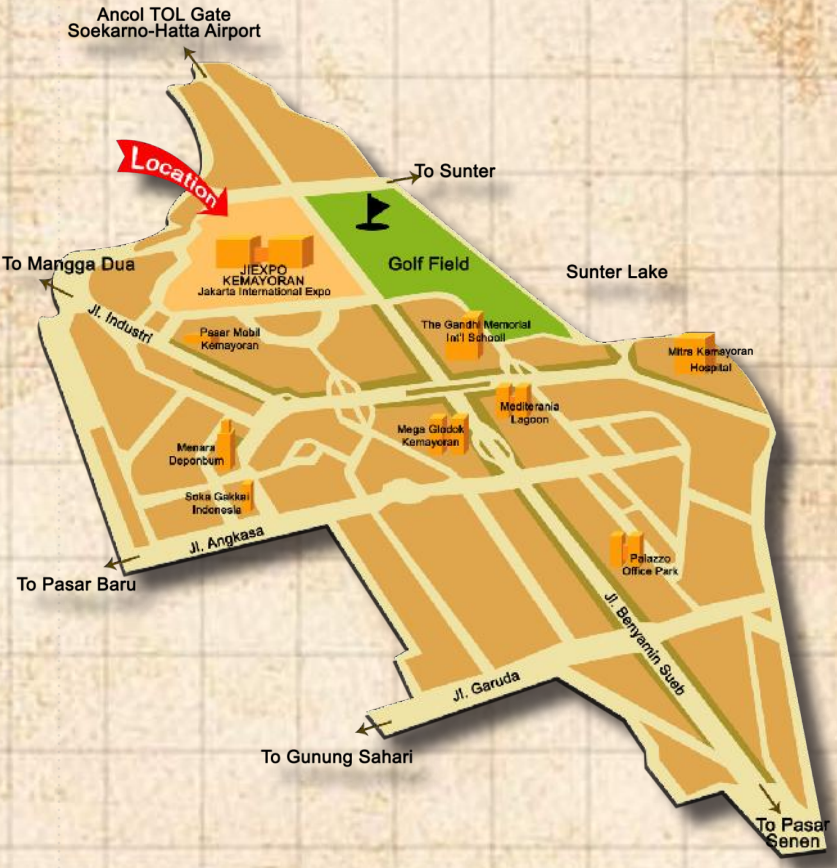 Ancol TOL Gate
Soekarno-Hatta Airport
Location
To Sunter
To Mangga Dua
JIEXPO
KEMAYORAN
Jakarta International Expo
Golf Field
Sunter Lake
Jl. Industri
Pasar Mobil
Kemayoran
The Gandhi Memorial
Int'l Schooll
Mitra Kemayoran
Hospital
Mediterania
Lagoon
Mega Glodok
Kemayoran
Menara
Deponbum
Soka Gakkai
Indonesia
Jl. Angkasa
To Pasar Baru
Palazzo
Office Park
Jl. Benyamin Sueb
Jl. Garuda
To Gunung Sahari
To Pasar
Senen